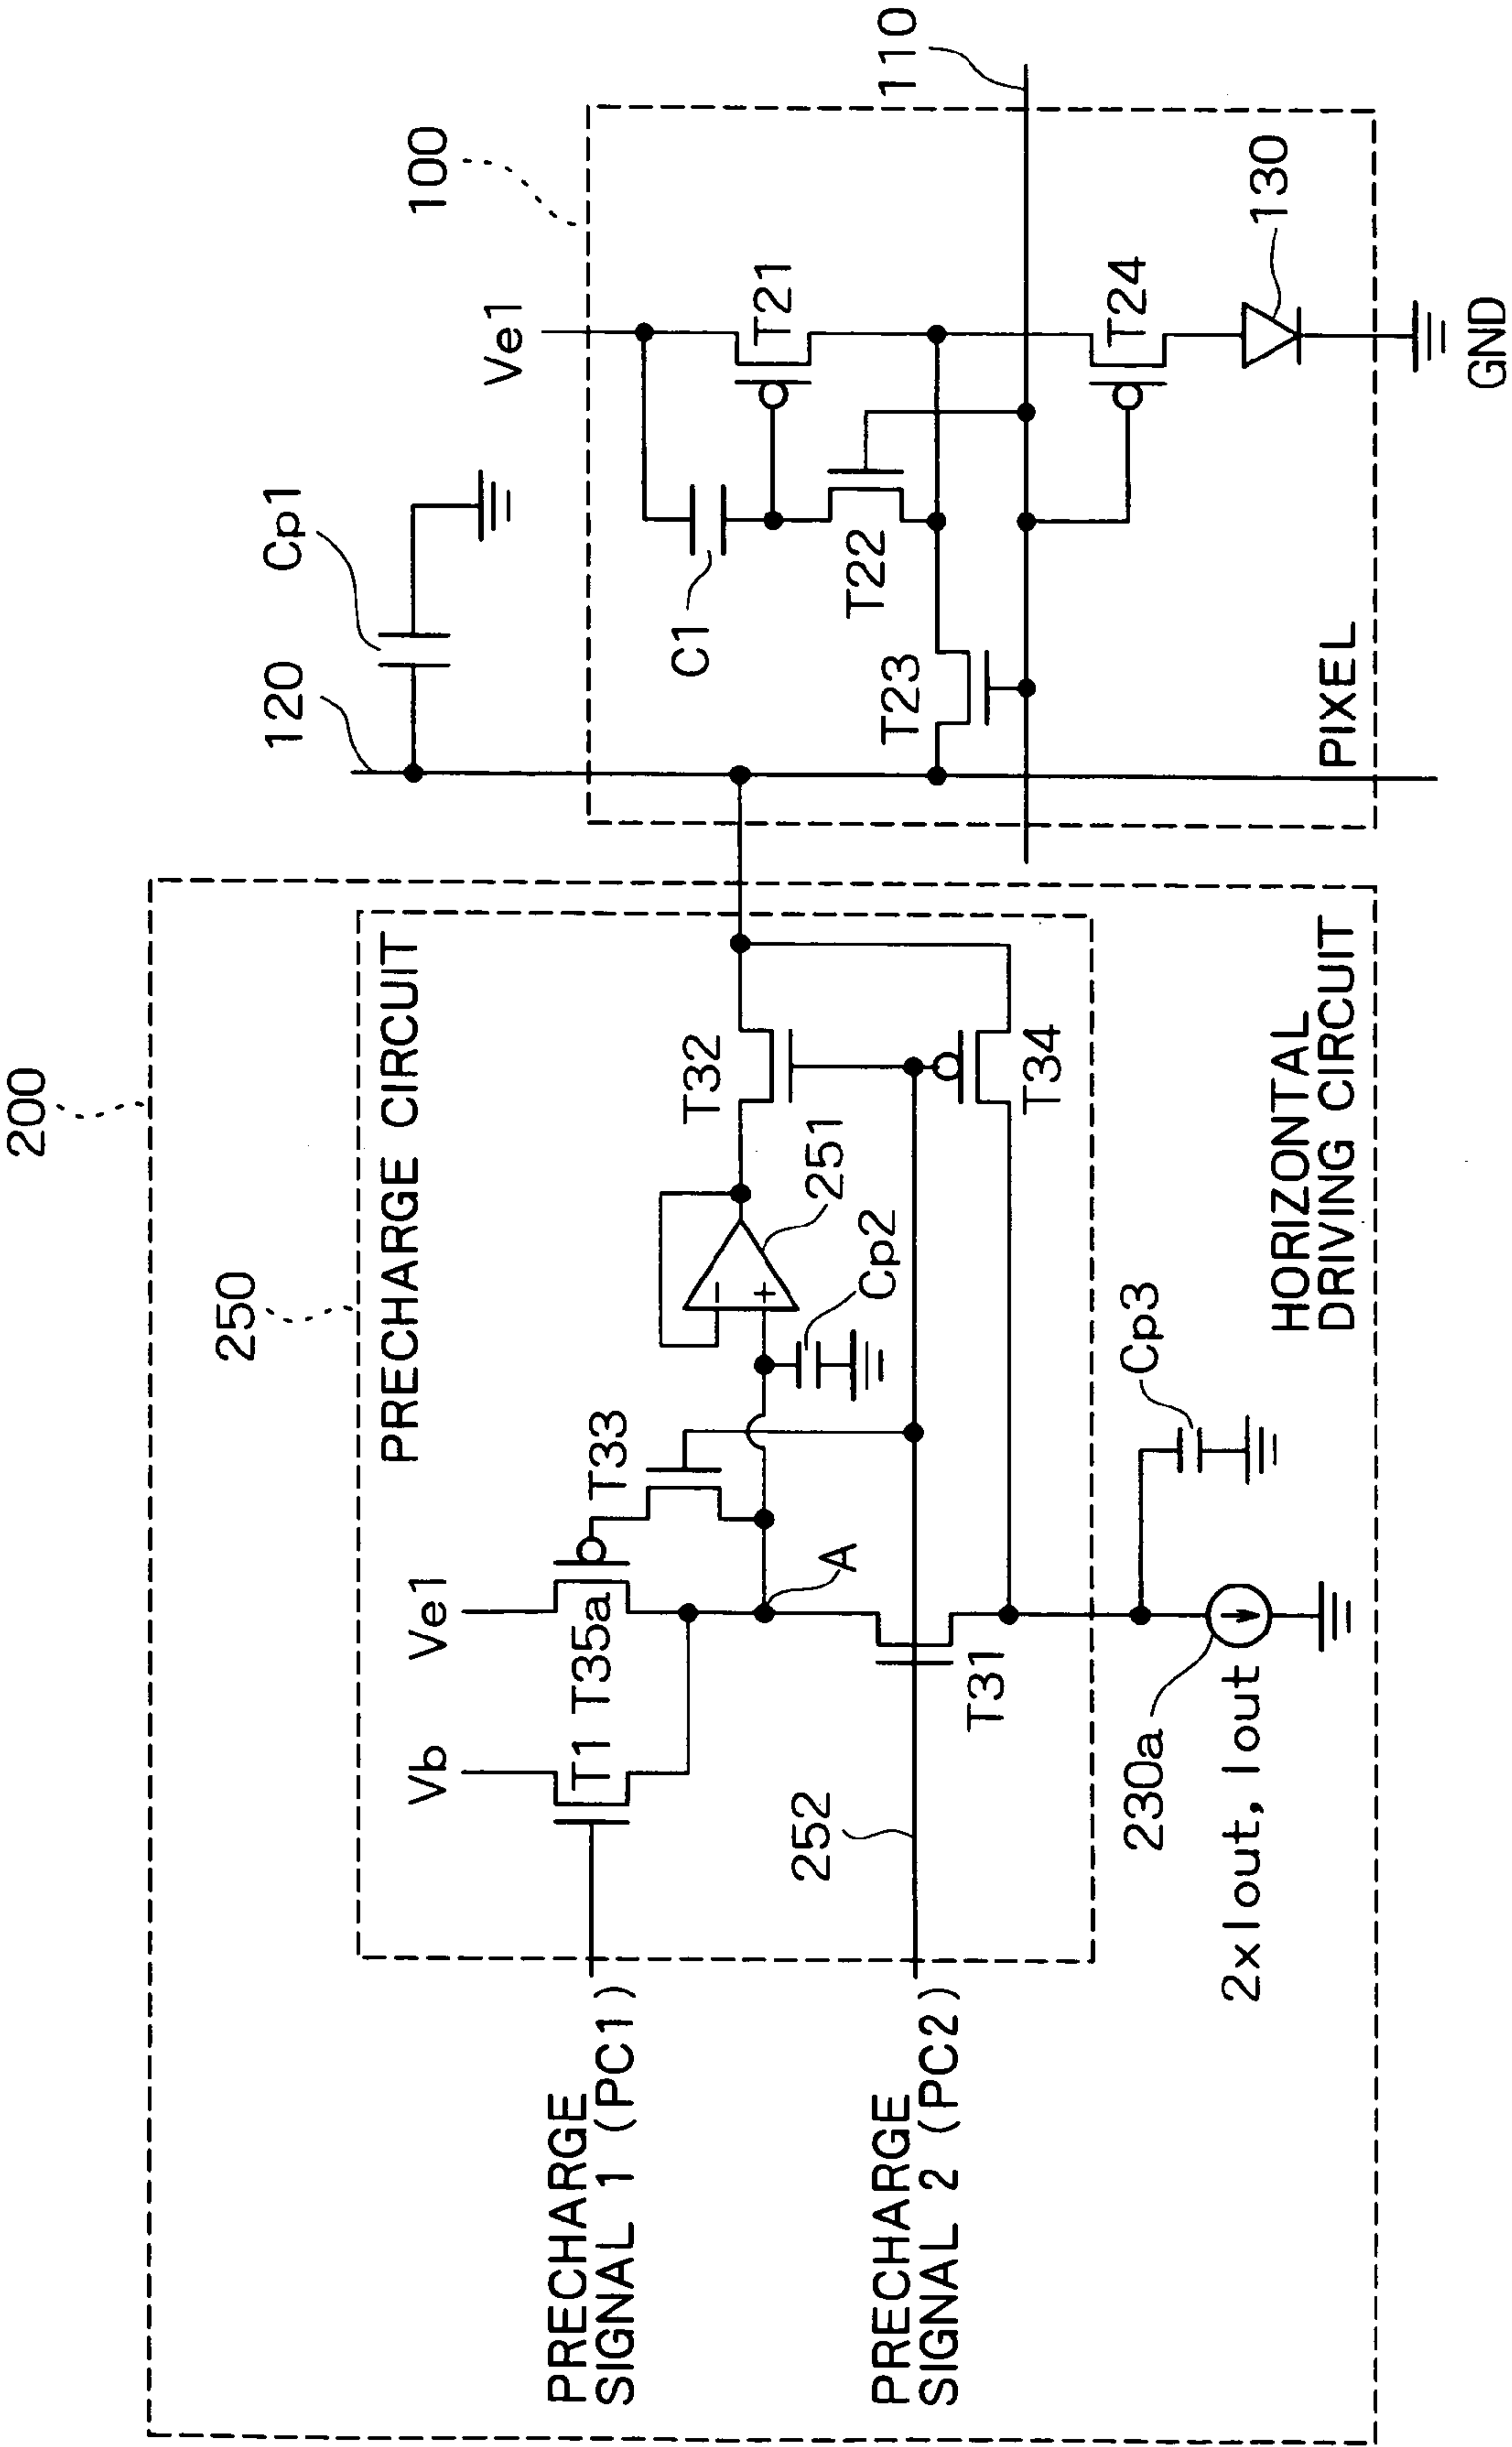 200
250
PRECHARGE CIRCUIT
Vb
Ve1
T1
T35a
T33
A
251
Cp2
T32
T34
T31
252
PRECHARGE
SIGNAL 1 (PC1)
PRECHARGE
SIGNAL 2 (PC2)
230a
2xIout, Iout
Cp3
HORIZONTAL
DRIVING CIRCUIT
120
Cp1
100
Ve1
C1
T21
T22
T23
T24
110
130
PIXEL
GND